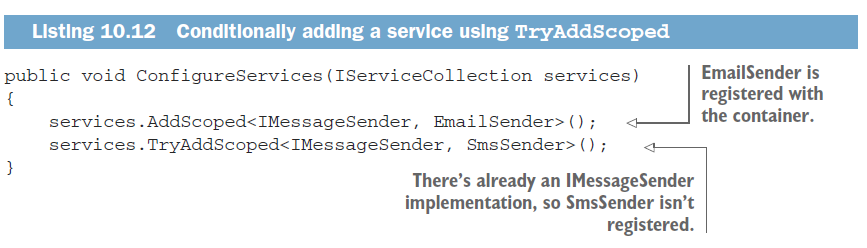 Listing 10.12 Conditionally adding a service using TryAddScoped
public void ConfigureServices(IServiceCollection services)
{
    services.AddScoped<IMessageSender, EmailSender>();
    services.TryAddScoped<IMessageSender, SmsSender>();
}
EmailSender is
registered with
the container.
There’s already an IMessageSender
implementation, so SmsSender isn’t
registered.